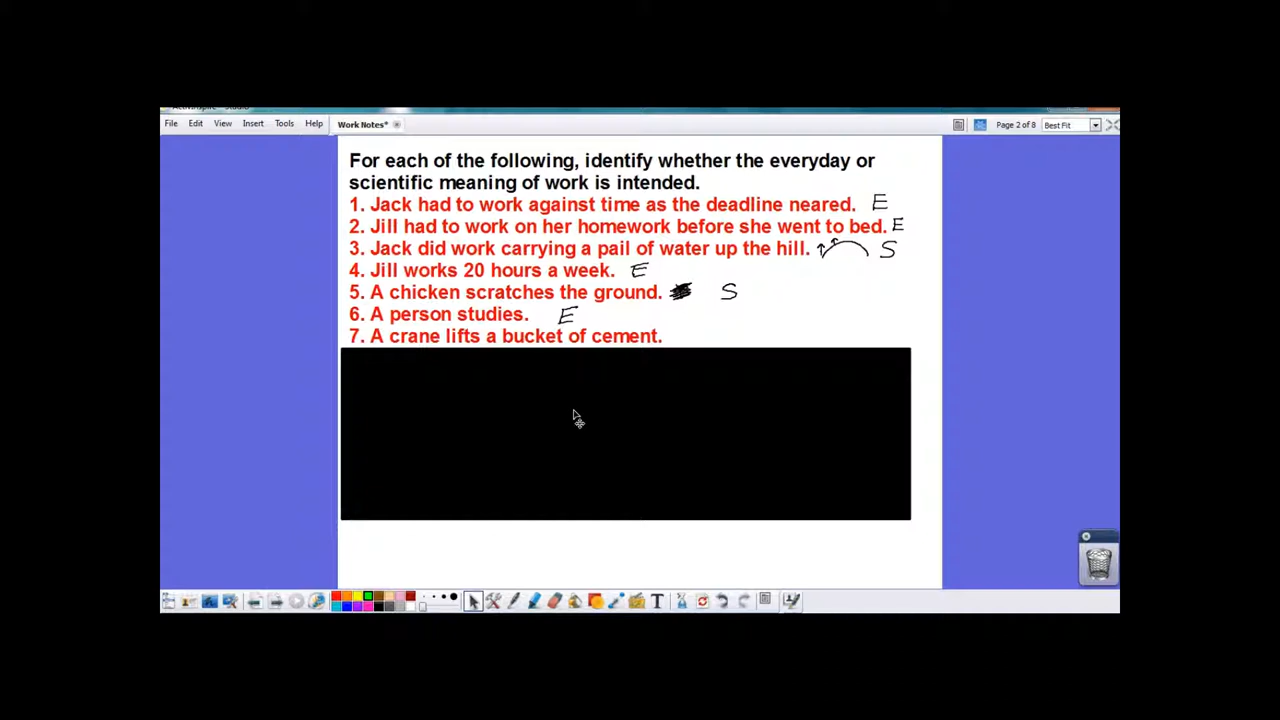 File Edit View Insert Tools Help Work Notes* Page 2 of 8 Best Fit
For each of the following, identify whether the everyday or
scientific meaning of work is intended.
1. Jack had to work against time as the deadline neared. E
2. Jill had to work on her homework before she went to bed. E
3. Jack did work carrying a pail of water up the hill. S
4. Jill works 20 hours a week. E
5. A chicken scratches the ground. S
6. A person studies. E
7. A crane lifts a bucket of cement.